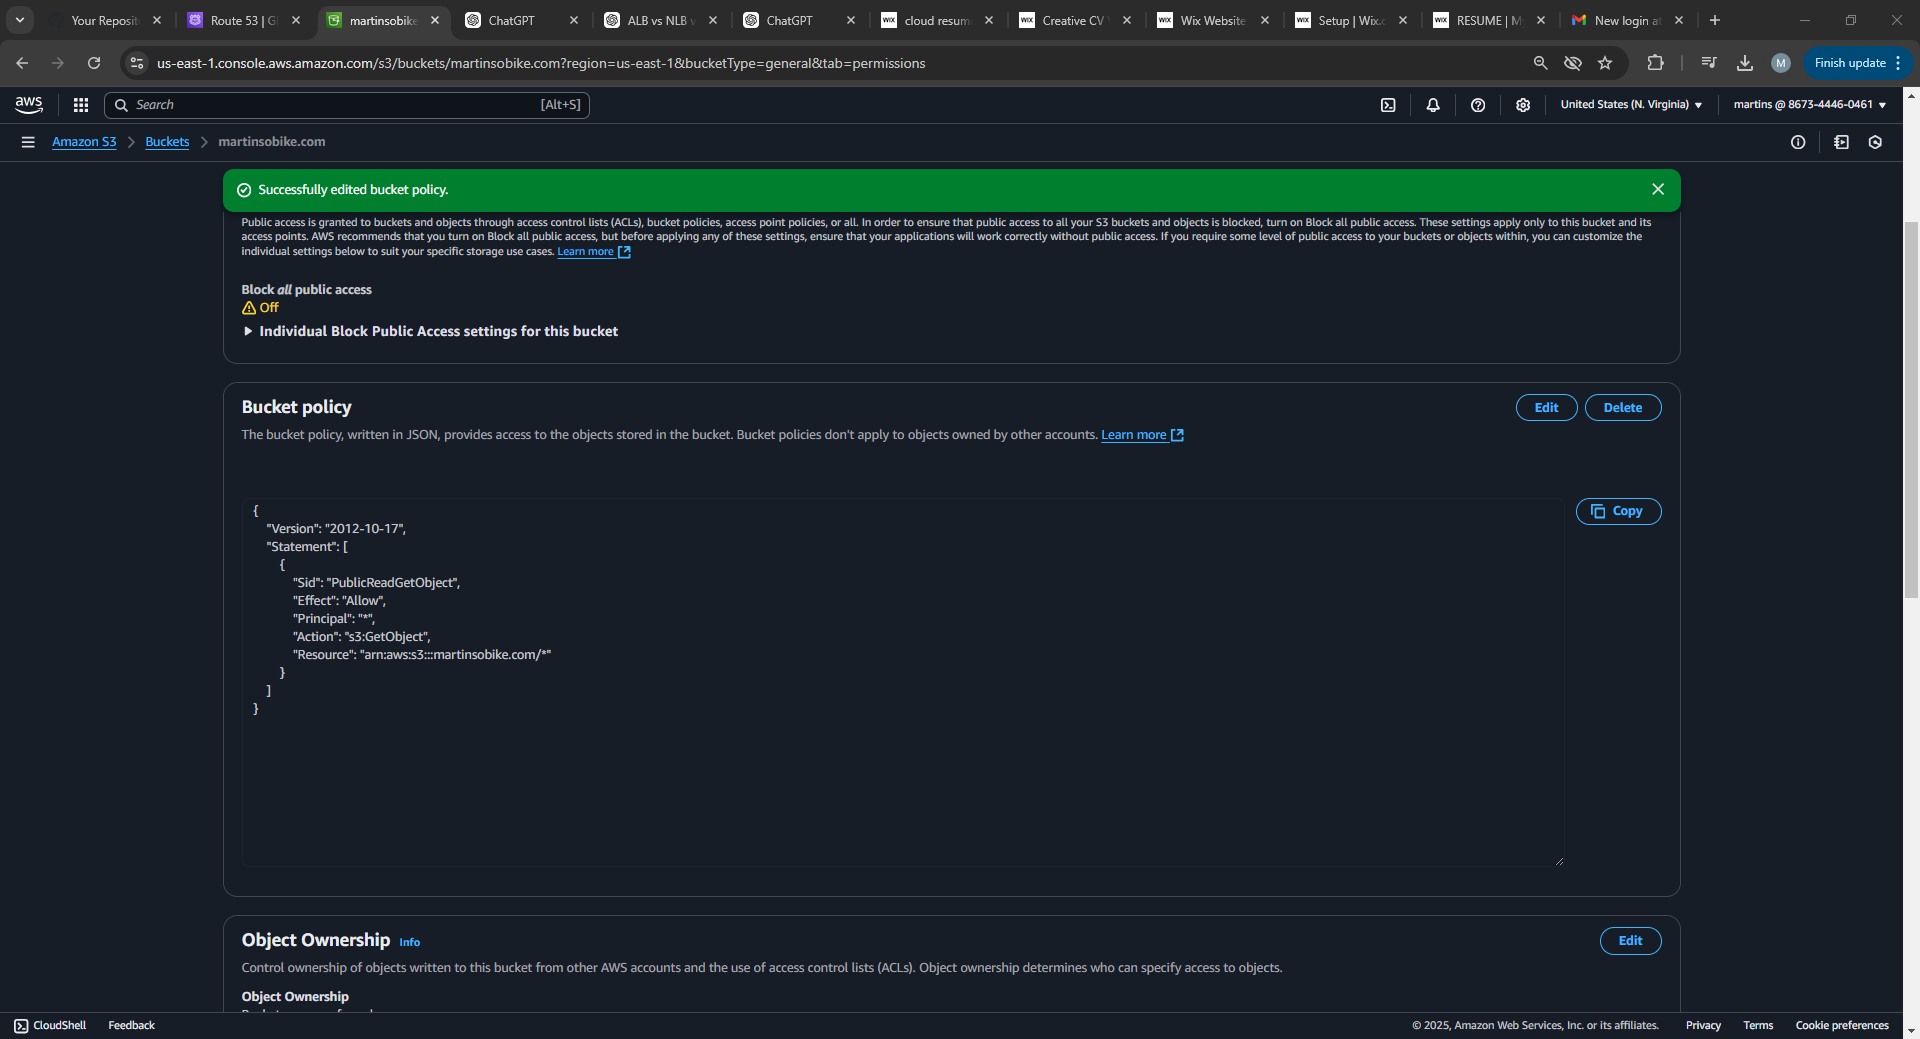 Your Reposit
Route 53 | Gl
martinsobike
ChatGPT
ALB vs NLB v
ChatGPT
WIX cloud resum
WIX Creative CV
WIX Wix Website
WIX Setup | Wix.c
WIX RESUME | M
New login at
us-east-1.console.aws.amazon.com/s3/buckets/martinsobike.com?region=us-east-1&bucketType=general&tab=permissions
M
Finish update
aws
Search
[Alt+S]
United States (N. Virginia)
martins @ 8673-4446-0461
Amazon S3
Buckets
martinsobike.com
Successfully edited bucket policy.
Public access is granted to buckets and objects through access control lists (ACLs), bucket policies, access point policies, or all. In order to ensure that public access to all your S3 buckets and objects is blocked, turn on Block all public access. These settings apply only to this bucket and its
access points. AWS recommends that you turn on Block all public access, but before applying any of these settings, ensure that your applications will work correctly without public access. If you require some level of public access to your buckets or objects within, you can customize the
individual settings below to suit your specific storage use cases. Learn more
Block all public access
Off
Individual Block Public Access settings for this bucket
Bucket policy
Edit
Delete
The bucket policy, written in JSON, provides access to the objects stored in the bucket. Bucket policies don't apply to objects owned by other accounts. Learn more
Copy
{
"Version": "2012-10-17",
"Statement": [
{
"Sid": "PublicReadGetObject",
"Effect": "Allow",
"Principal": "*",
"Action": "s3:GetObject",
"Resource": "arn:aws:s3:::martinsobike.com/*"
}
]
}
Object Ownership Info
Edit
Control ownership of objects written to this bucket from other AWS accounts and the use of access control lists (ACLs). Object ownership determines who can specify access to objects.
Object Ownership
CloudShell
Feedback
© 2025, Amazon Web Services, Inc. or its affiliates.
Privacy
Terms
Cookie preferences